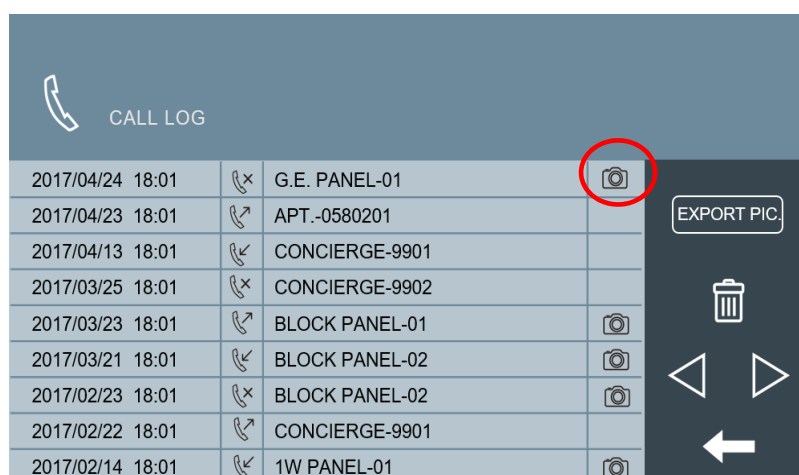 CALL LOG
2017/04/24 18:01 G.E. PANEL-01
EXPORT PIC.
2017/04/23 18:01 APT.-0580201
2017/04/13 18:01 CONCIERGE-9901
2017/03/25 18:01 CONCIERGE-9902
2017/03/23 18:01 BLOCK PANEL-01
2017/03/21 18:01 BLOCK PANEL-02
2017/02/23 18:01 BLOCK PANEL-02
2017/02/22 18:01 CONCIERGE-9901
2017/02/14 18:01 1W PANEL-01